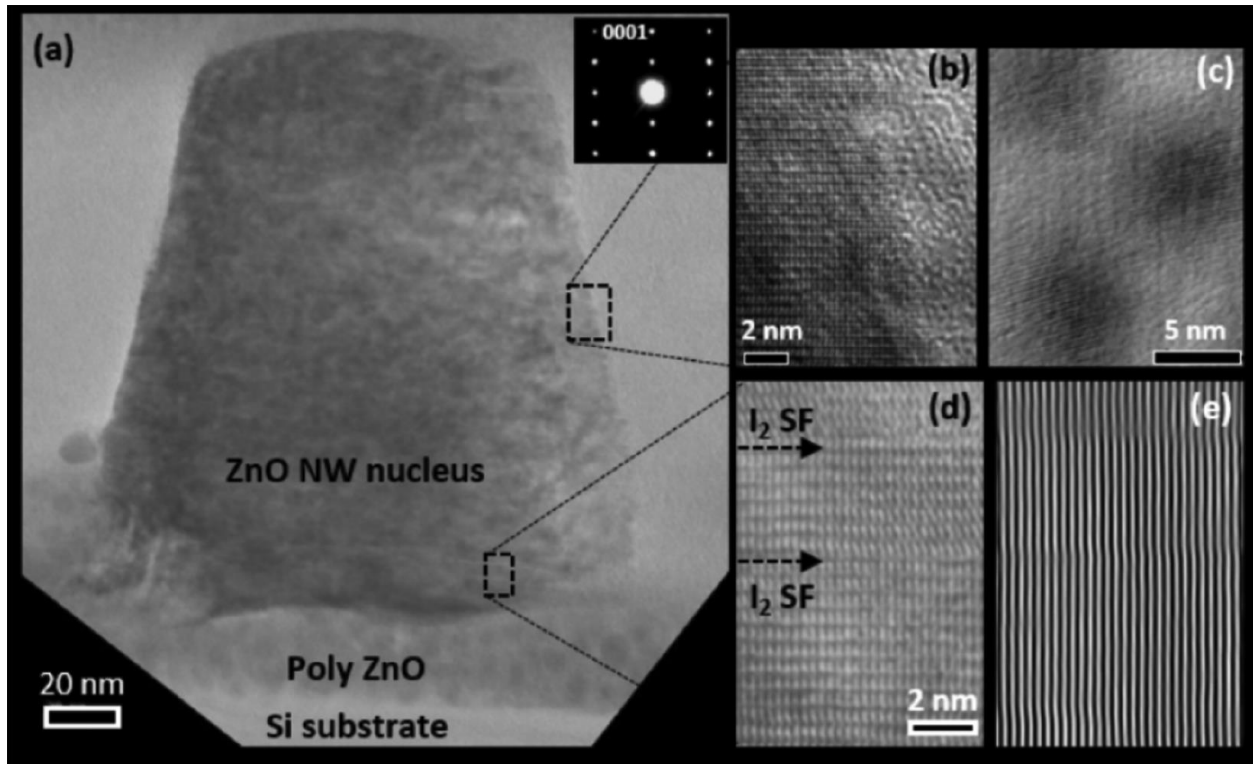 (a)
0001
ZnO NW nucleus
Poly ZnO
Si substrate
20 nm
(b)
2 nm
(c)
5 nm
(d)
I₂ SF
I₂ SF
2 nm
(e)